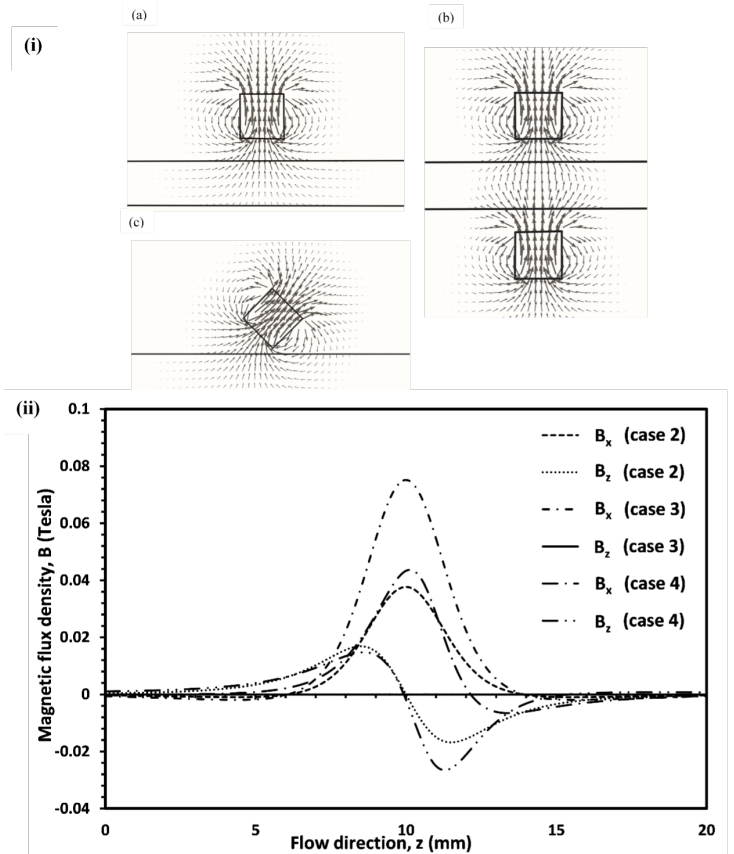 (i)
(a)
(b)
(c)
(ii)
Magnetic flux density, B (Tesla)
0.1
0.08
0.06
0.04
0.02
0
-0.02
-0.04
Bx (case 2)
Bz (case 2)
Bx (case 3)
Bz (case 3)
Bx (case 4)
Bz (case 4)
0 5 10 15 20
Flow direction, z (mm)